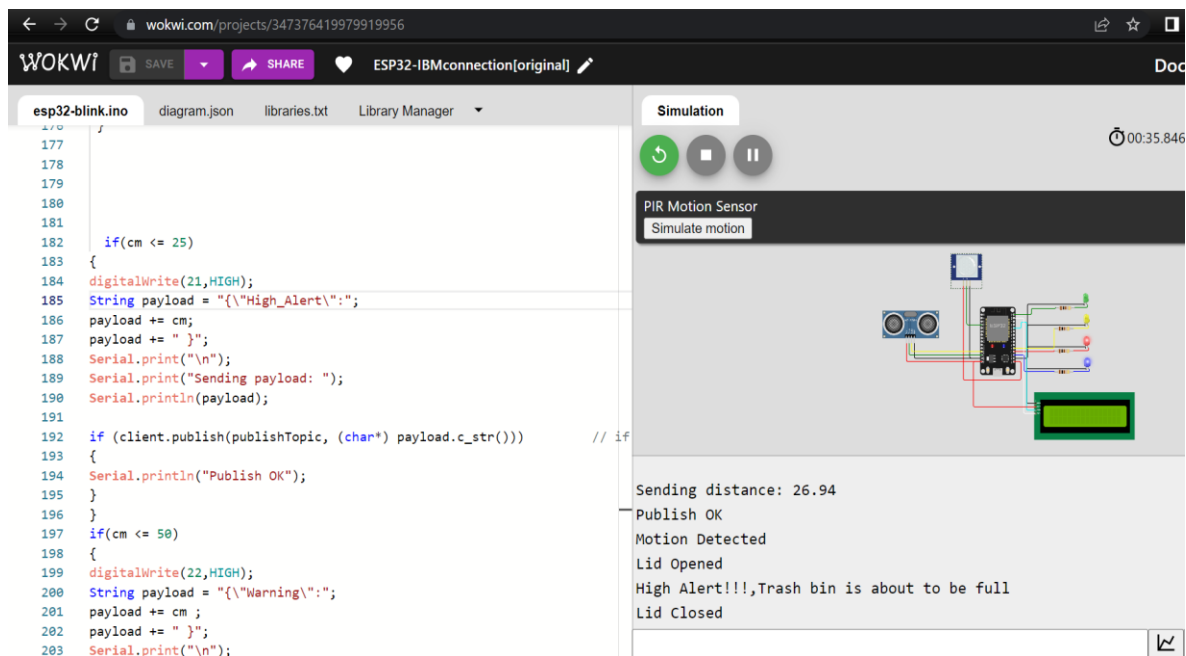 wokwi.com/projects/347376419979919956
WOKWI SAVE SHARE ESP32-IBMconnection[original] Doc
esp32-blink.ino diagram.json libraries.txt Library Manager
176 }
177
178
179
180
181
182 if(cm <= 25)
183 {
184 digitalWrite(21,HIGH);
185 String payload = "{\"High_Alert\":";
186 payload += cm;
187 payload += " }";
188 Serial.print("\n");
189 Serial.print("Sending payload: ");
190 Serial.println(payload);
191
192 if (client.publish(publishTopic, (char*) payload.c_str())) // if
193 {
194 Serial.println("Publish OK");
195 }
196 }
197 if(cm <= 50)
198 {
199 digitalWrite(22,HIGH);
200 String payload = "{\"Warning\":";
201 payload += cm ;
202 payload += " }";
203 Serial.print("\n");
Simulation
00:35.846
PIR Motion Sensor
Simulate motion
Sending distance: 26.94
Publish OK
Motion Detected
Lid Opened
High Alert!!!,Trash bin is about to be full
Lid Closed